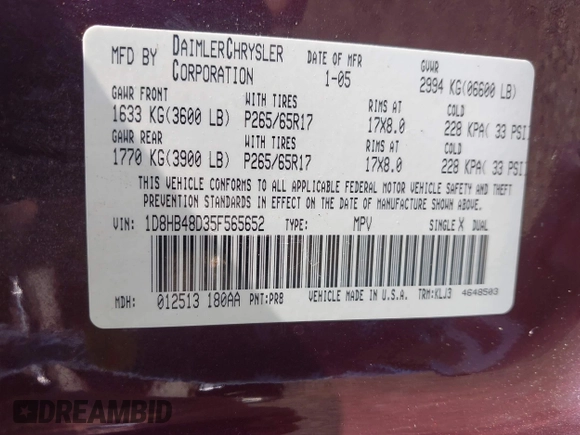 MFD BY DAIMLERCHRYSLER CORPORATION DATE OF MFR 1-05 GVWR 2994 KG(06600 LB)
GAWR FRONT WITH TIRES RIMS AT COLD
1633 KG(3600 LB) P265/65R17 17X8.0 228 KPA( 33 PSI)
GAWR REAR WITH TIRES RIMS AT COLD
1770 KG(3900 LB) P265/65R17 17X8.0 228 KPA( 33 PSI)
THIS VEHICLE CONFORMS TO ALL APPLICABLE FEDERAL MOTOR VEHICLE SAFETY AND THEFT
PREVENTION STANDARDS IN EFFECT ON THE DATE OF MANUFACTURE SHOWN ABOVE.
VIN: 1D8HB48D35F565652 TYPE: MPV SINGLE X DUAL
MDH: 012513 180AA PNT:PR8 VEHICLE MADE IN U.S.A. TRM:KLJ3 4648503
DREAMBID